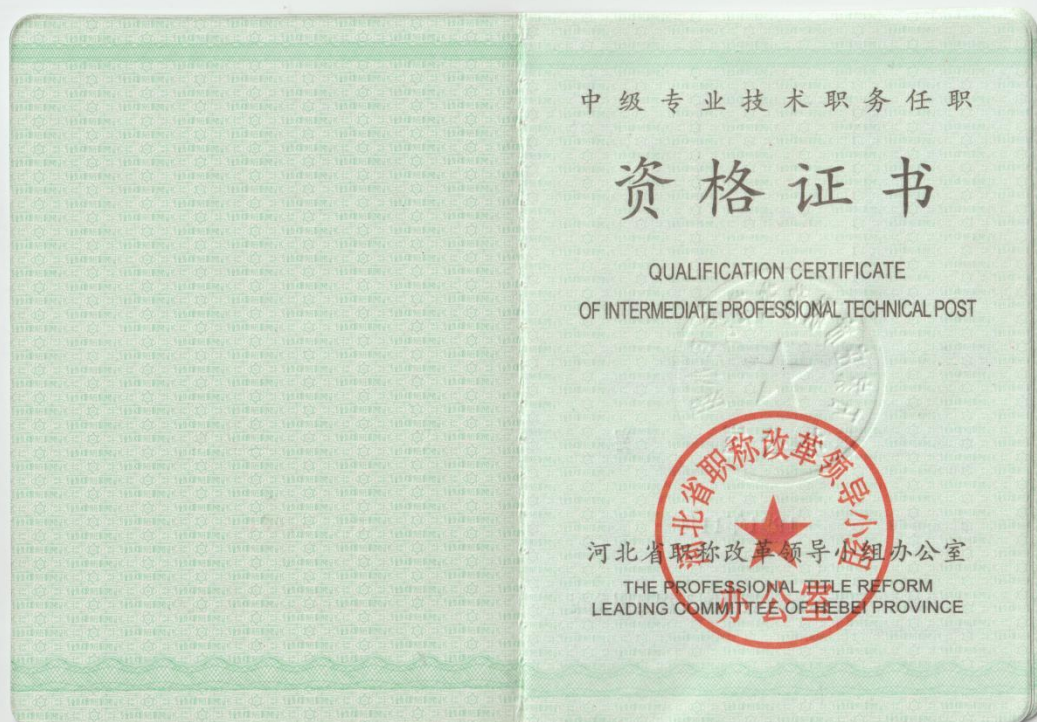 中级专业技术职务任职
资格证书
QUALIFICATION CERTIFICATE
OF INTERMEDIATE PROFESSIONAL TECHNICAL POST
河北省职称改革领导小组
办公室
河北省职称改革领导小组办公室
THE PROFESSIONAL TITLE REFORM
LEADING COMMITTEE OF HEBEI PROVINCE